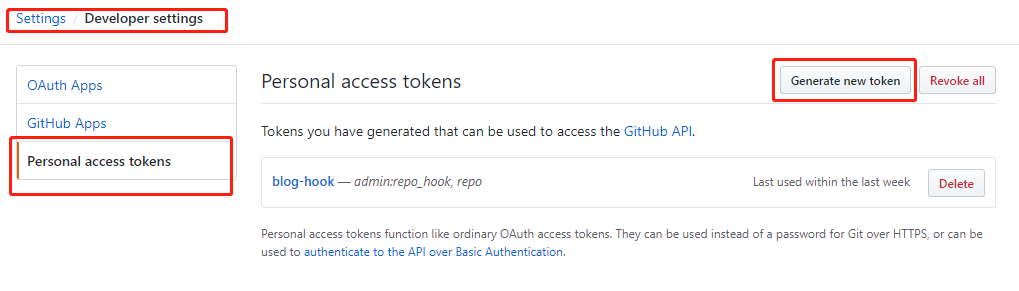 Settings / Developer settings
OAuth Apps
GitHub Apps
Personal access tokens
Personal access tokens
Generate new token
Revoke all
Tokens you have generated that can be used to access the GitHub API.
blog-hook — admin:repo_hook, repo
Last used within the last week
Delete
Personal access tokens function like ordinary OAuth access tokens. They can be used instead of a password for Git over HTTPS, or can be
used to authenticate to the API over Basic Authentication.